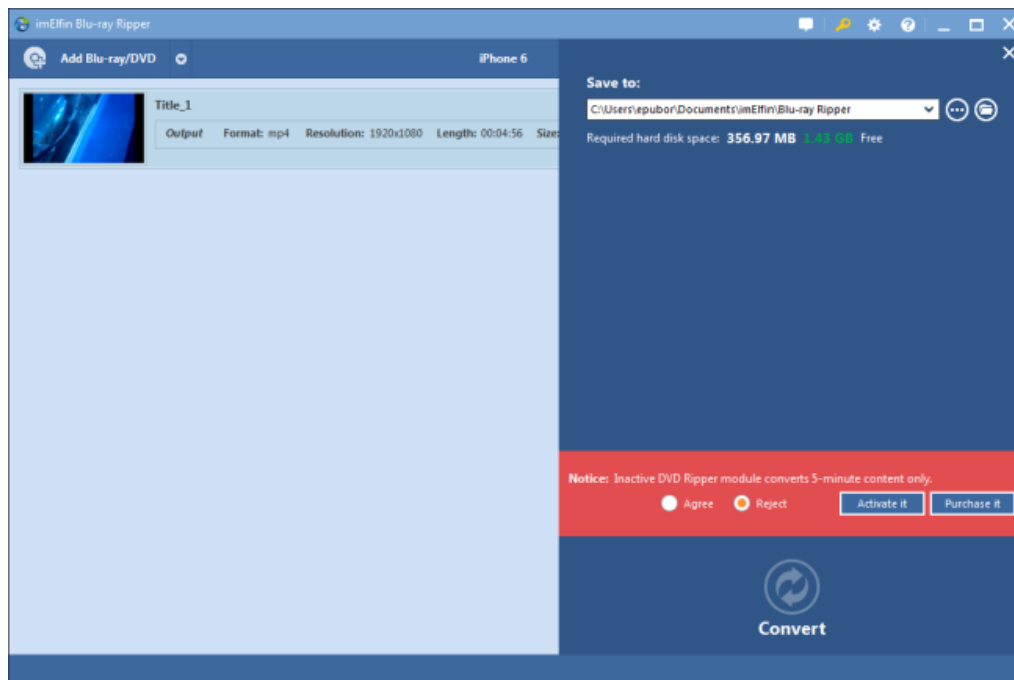 imElfin Blu-ray Ripper
Add Blu-ray/DVD
iPhone 6
Save to:
C:\Users\epubor\Documents\imElfin\Blu-ray Ripper
Required hard disk space: 356.97 MB 1.43 GB Free
Title_1
Output Format: mp4 Resolution: 1920x1080 Length: 00:04:56 Size:
Notice: Inactive DVD Ripper module converts 5-minute content only.
Agree Reject Activate it Purchase it
Convert